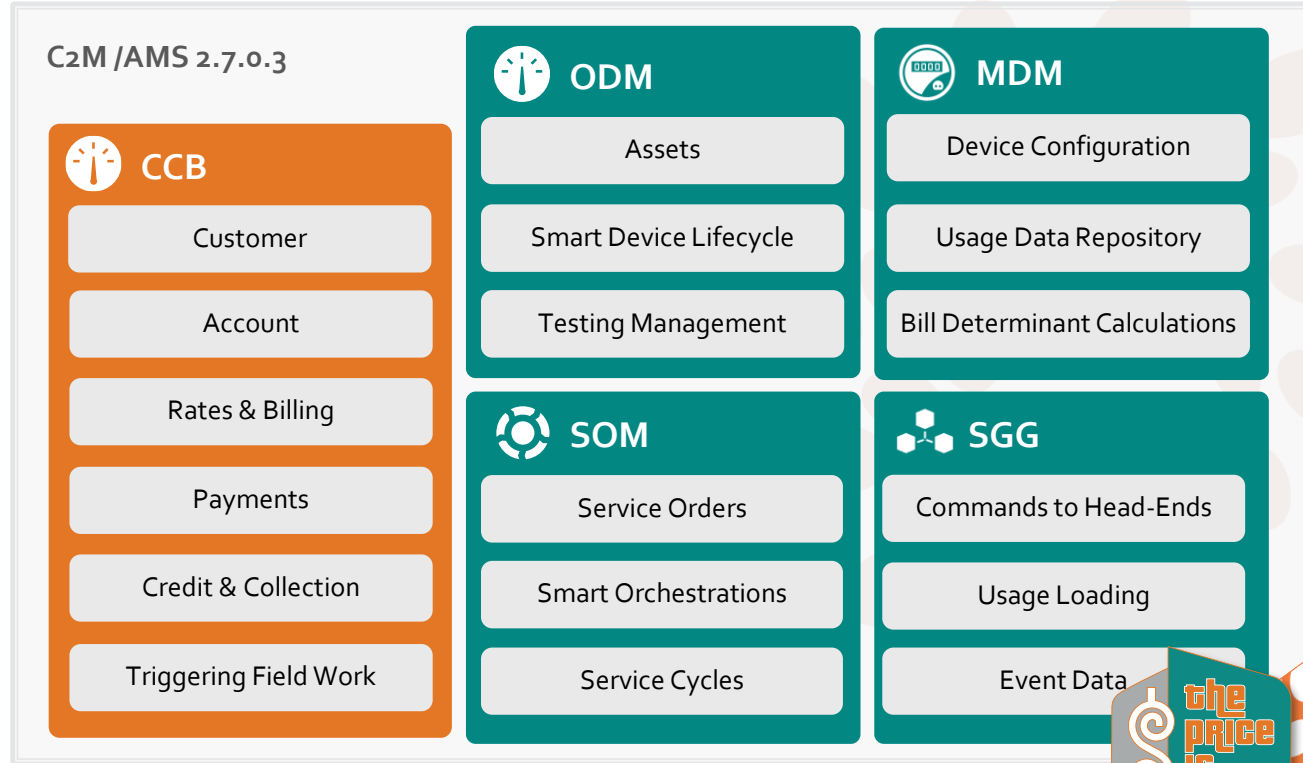 C2M /AMS 2.7.0.3
CCB
Customer
Account
Rates & Billing
Payments
Credit & Collection
Triggering Field Work
ODM
Assets
Smart Device Lifecycle
Testing Management
MDM
0000
Device Configuration
Usage Data Repository
Bill Determinant Calculations
SOM
Service Orders
Smart Orchestrations
Service Cycles
SGG
Commands to Head-Ends
Usage Loading
Event Data
$
the
PRICE
is